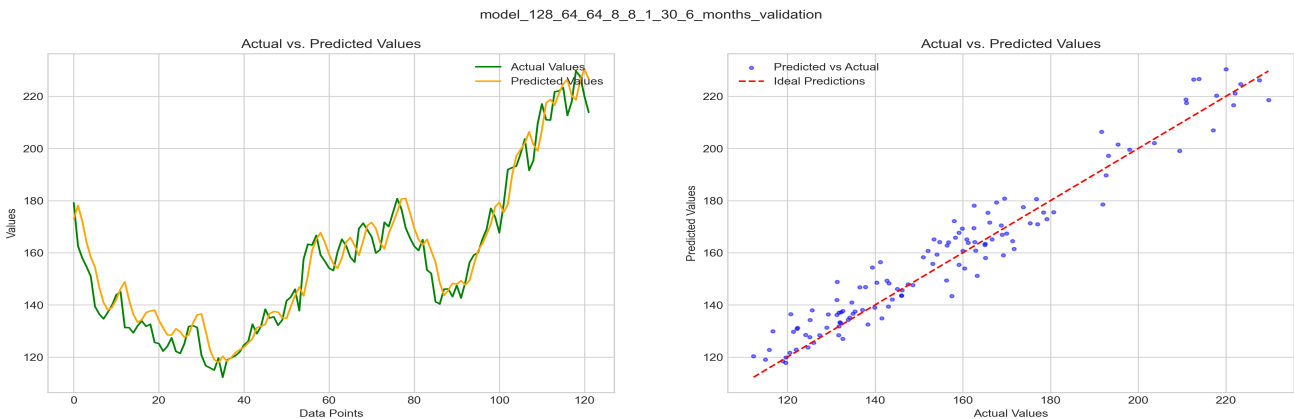 model_128_64_64_8_8_1_30_6_months_validation
Actual vs. Predicted Values
Actual Values
Predicted Values
Values
220
200
180
160
140
120
0
20
40
60
80
100
120
Data Points
Actual vs. Predicted Values
Predicted vs Actual
Ideal Predictions
Predicted Values
220
200
180
160
140
120
120
140
160
180
200
220
Actual Values